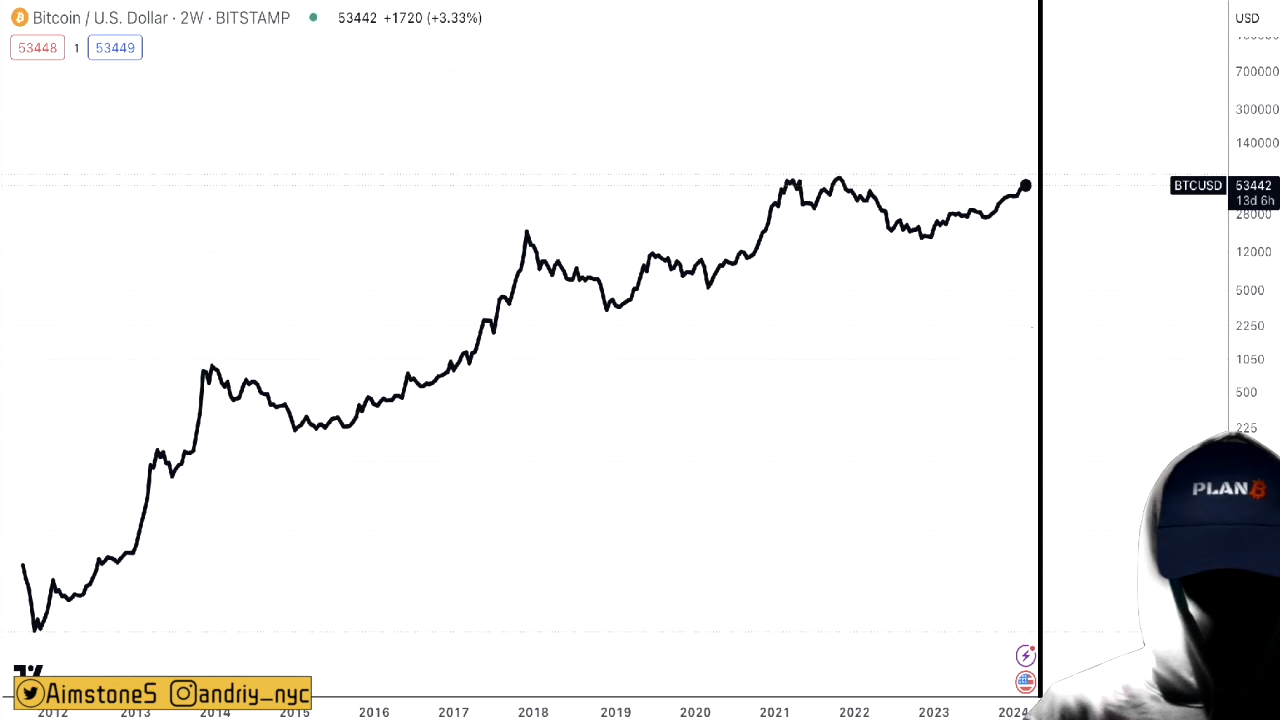 Bitcoin / U.S. Dollar · 2W · BITSTAMP 53442 +1720 (+3.33%)
USD
53448 1 53449
700000
300000
140000
BTCUSD 53442
13d 6h
28000
12000
5000
2250
1050
500
225
PLAN₿
AimstoneS andriy_nyc
2012 2013 2014 2015 2016 2017 2018 2019 2020 2021 2022 2023 2024